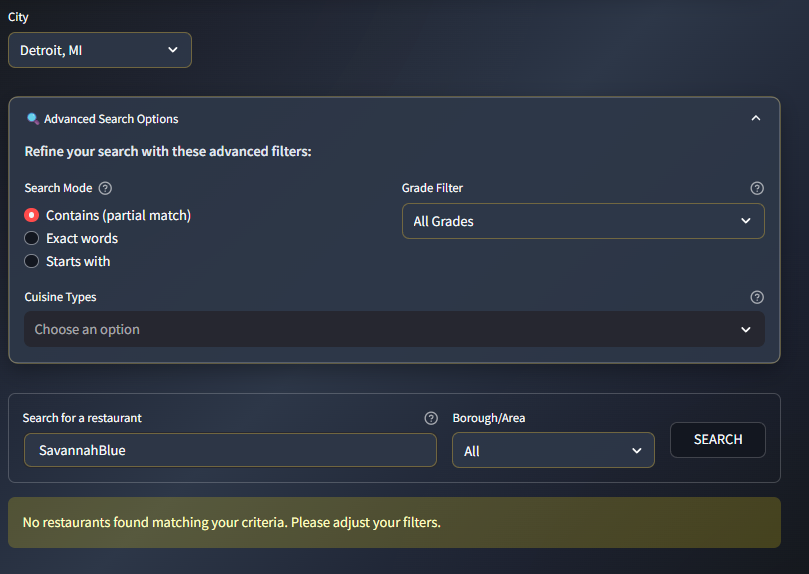 City
Detroit, MI
Advanced Search Options
Refine your search with these advanced filters:
Search Mode ?
Contains (partial match)
Exact words
Starts with
Grade Filter ?
All Grades
Cuisine Types ?
Choose an option
Search for a restaurant ?
SavannahBlue
Borough/Area
All
SEARCH
No restaurants found matching your criteria. Please adjust your filters.